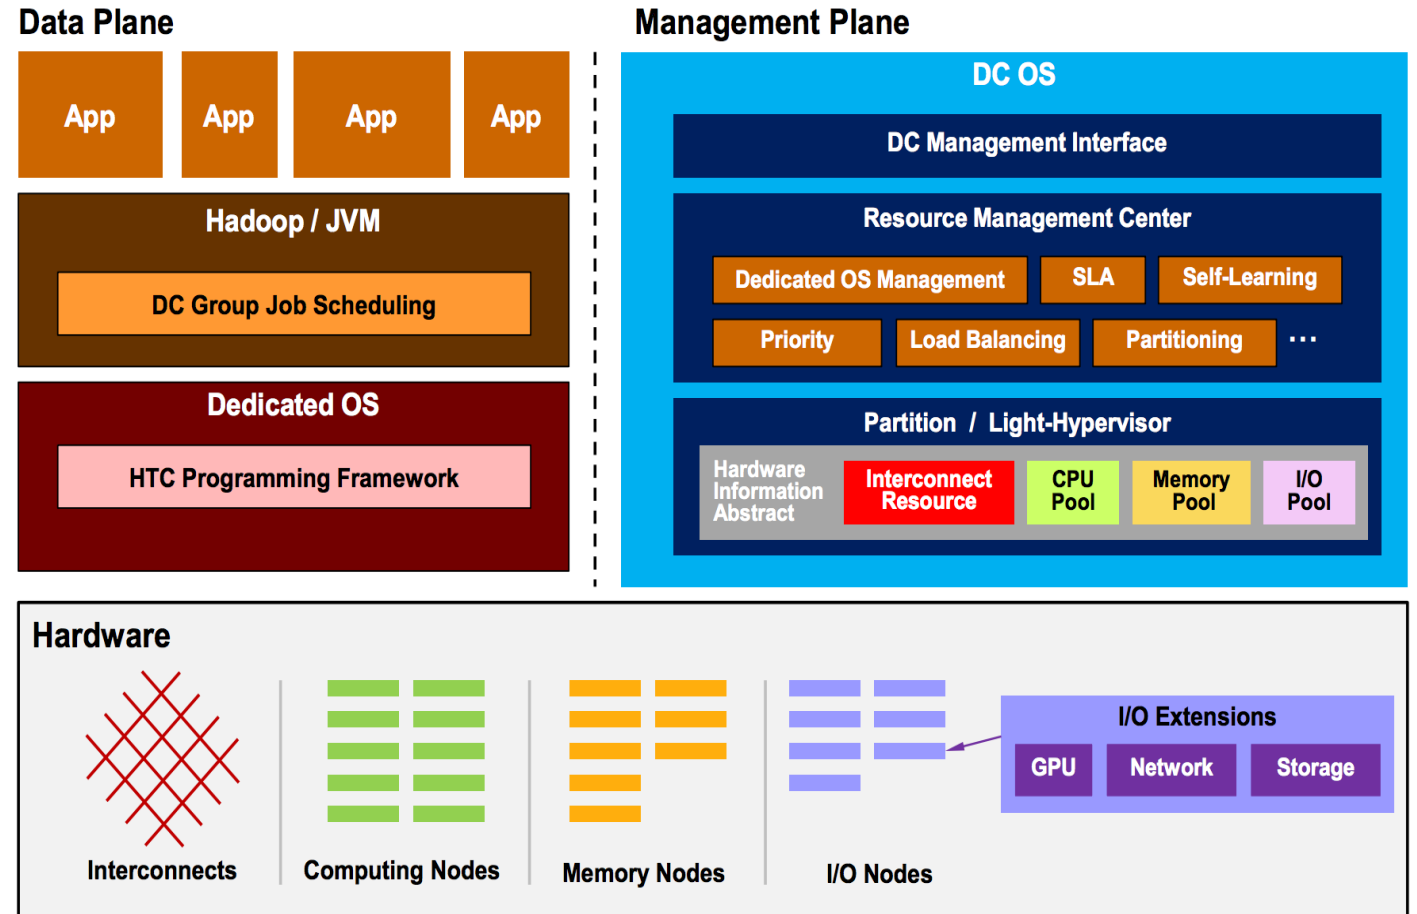 Data Plane
Management Plane
App
App
App
App
Hadoop / JVM
DC Group Job Scheduling
Dedicated OS
HTC Programming Framework
DC OS
DC Management Interface
Resource Management Center
Dedicated OS Management
SLA
Self-Learning
Priority
Load Balancing
Partitioning
...
Partition / Light-Hypervisor
Hardware
Information
Abstract
Interconnect
Resource
CPU
Pool
Memory
Pool
I/O
Pool
Hardware
Interconnects
Computing Nodes
Memory Nodes
I/O Nodes
I/O Extensions
GPU
Network
Storage